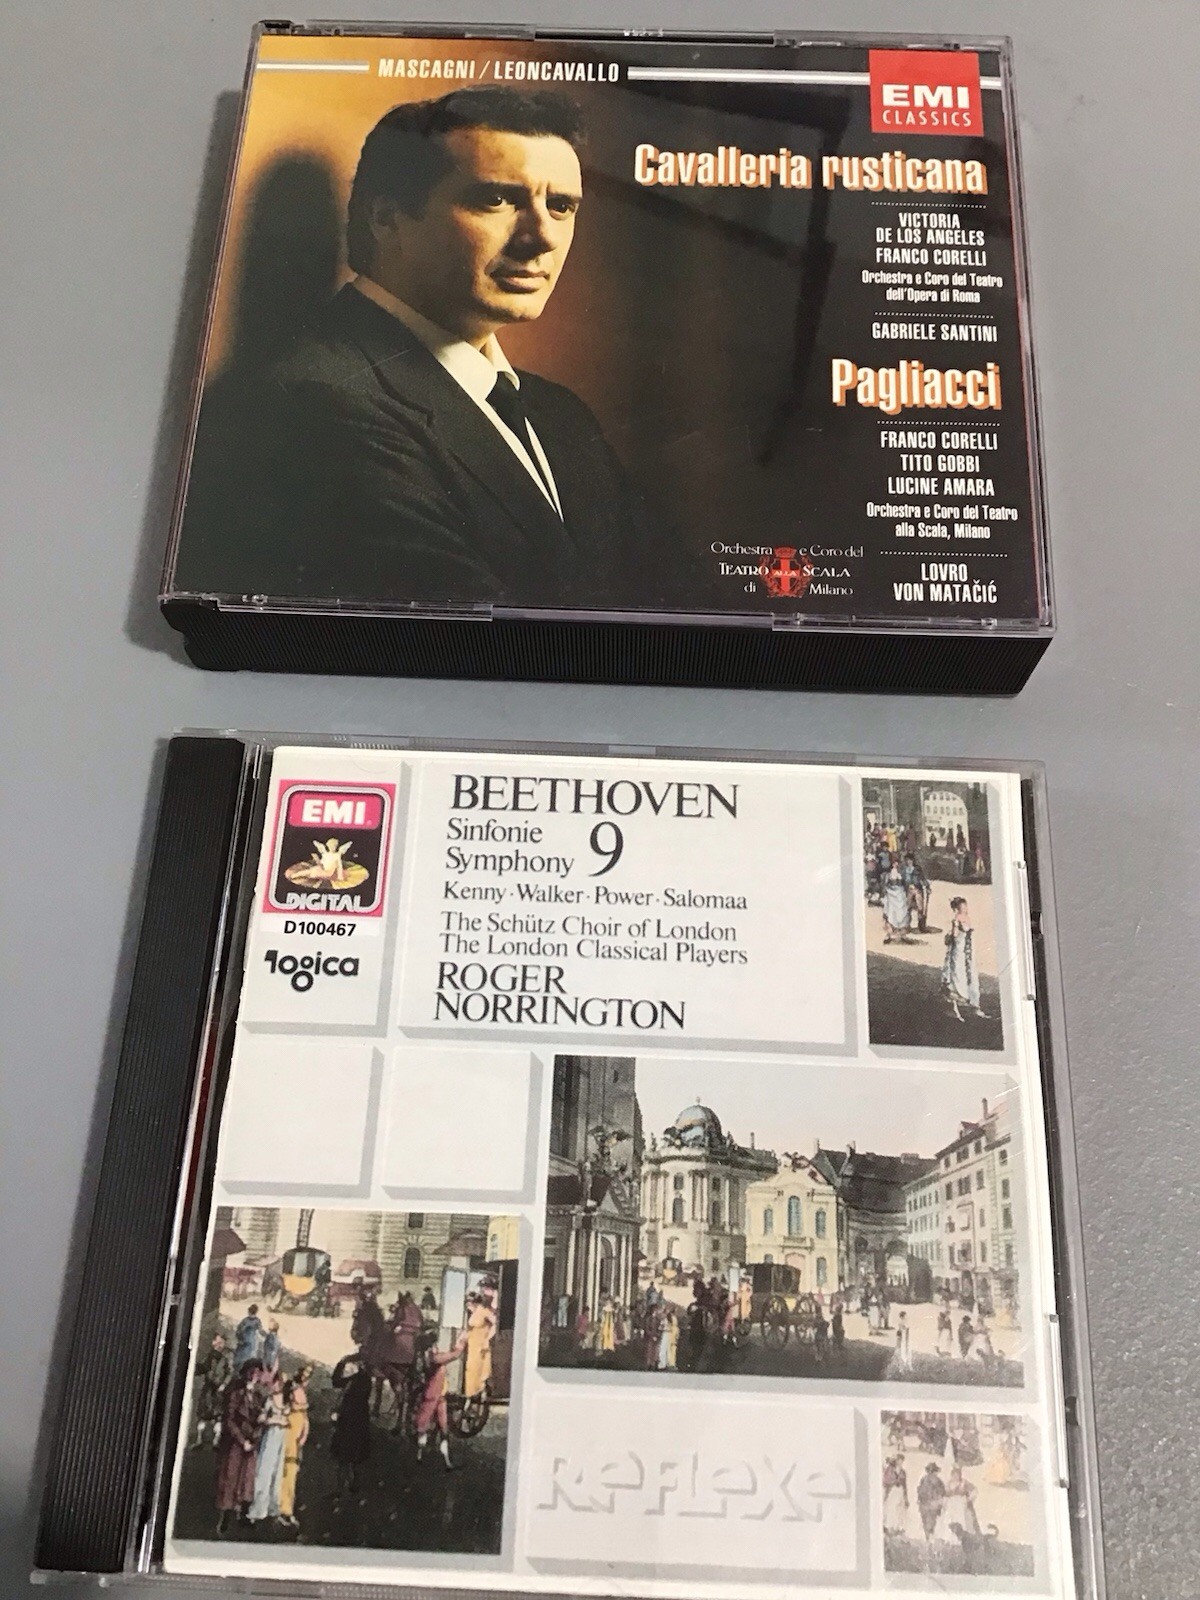 MASCAGNI / LEONCAVALLO
EMI
CLASSICS
Cavalleria rusticana
VICTORIA
DE LOS ANGELES
FRANCO CORELLI
Orchestra e Coro del Teatro
dell'Opera di Roma
GABRIELE SANTINI
Pagliacci
FRANCO CORELLI
TITO GOBBI
LUCINE AMARA
Orchestra e Coro del Teatro
alla Scala, Milano
LOVRO
VON MATAČIĆ
Orchestra e Coro del
TEATRO ALLA SCALA
di Milano
EMI
DIGITAL
D100467
logica
BEETHOVEN
Sinfonie
Symphony 9
Kenny · Walker · Power · Salomaa
The Schütz Choir of London
The London Classical Players
ROGER
NORRINGTON
REFLEXE